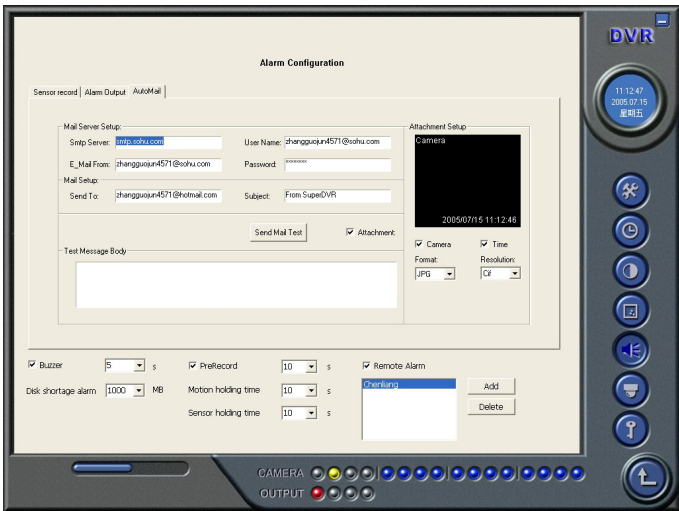 DVR
11:12:47
2005.07.15
星期五
Alarm Configuration
Sensor record Alarm Output AutoMail
Mail Server Setup:
Smtp Server: smtp.sohu.com User Name: zhangguojun4571@sohu.com
E_Mail From: zhangguojun4571@sohu.com Password: ********
Mail Setup:
Send To: zhangguojun4571@hotmail.com Subject: From SuperDVR
Send Mail Test Attachment
Test Message Body
Attachment Setup
Camera
2005/07/15 11:12:46
Camera Time
Format: Resolution:
JPG Cif
Buzzer 5 s PreRecord 10 s Remote Alarm
Disk shortage alarm 1000 MB Motion holding time 10 s Chenliang Add
Sensor holding time 10 s Delete
CAMERA
OUTPUT